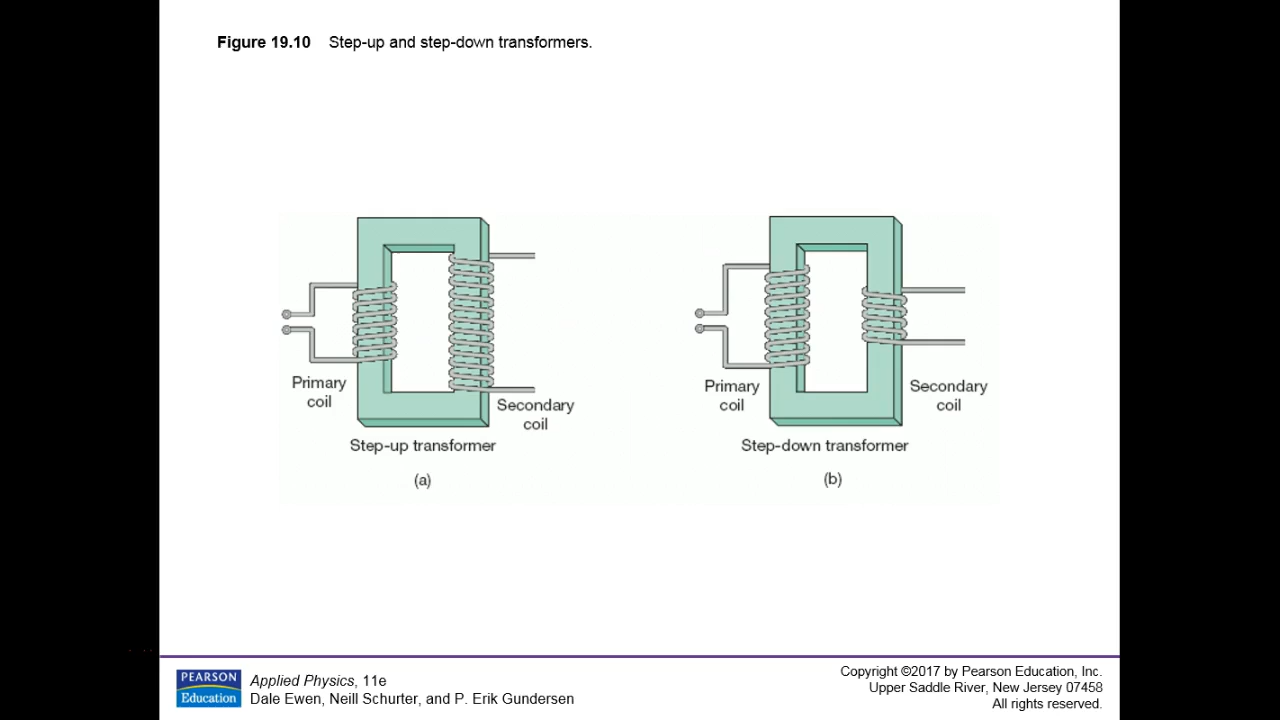 Figure 19.10 Step-up and step-down transformers.
Primary
coil
Secondary
coil
Step-up transformer
(a)
Primary
coil
Secondary
coil
Step-down transformer
(b)
PEARSON
Education
Applied Physics, 11e
Dale Ewen, Neill Schurter, and P. Erik Gundersen
Copyright ©2017 by Pearson Education, Inc.
Upper Saddle River, New Jersey 07458
All rights reserved.